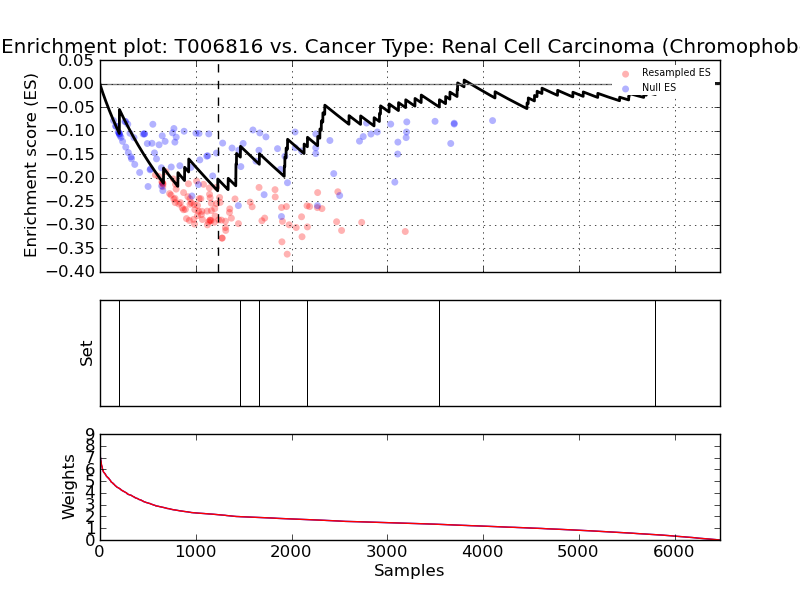 Enrichment plot: T006816 vs. Cancer Type: Renal Cell Carcinoma (Chromophob
0.05
0.00
−0.05
−0.10
−0.15
−0.20
−0.25
−0.30
−0.35
−0.40
Enrichment score (ES)
Resampled ES
Null ES
Set
9
8
7
6
5
4
3
2
1
0
Weights
0 1000 2000 3000 4000 5000 6000
Samples